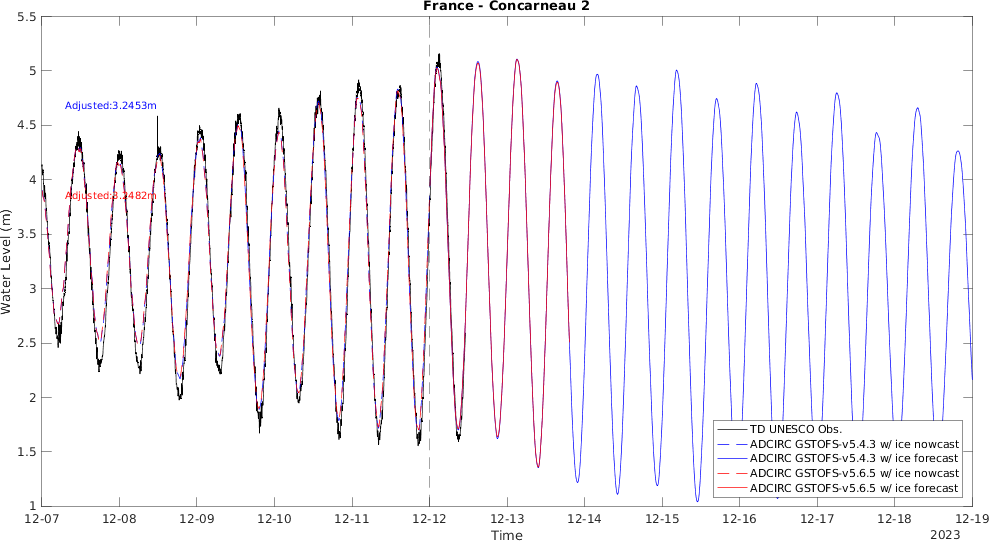 France - Concarneau 2
5.5
5
4.5
4
3.5
3
2.5
2
1.5
1
Water Level (m)
Adjusted:3.2453m
Adjusted:3.2482m
TD UNESCO Obs.
ADCIRC GSTOFS-v5.4.3 w/ ice nowcast
ADCIRC GSTOFS-v5.4.3 w/ ice forecast
ADCIRC GSTOFS-v5.6.5 w/ ice nowcast
ADCIRC GSTOFS-v5.6.5 w/ ice forecast
12-07 12-08 12-09 12-10 12-11 12-12 12-13 12-14 12-15 12-16 12-17 12-18 12-19
Time
2023